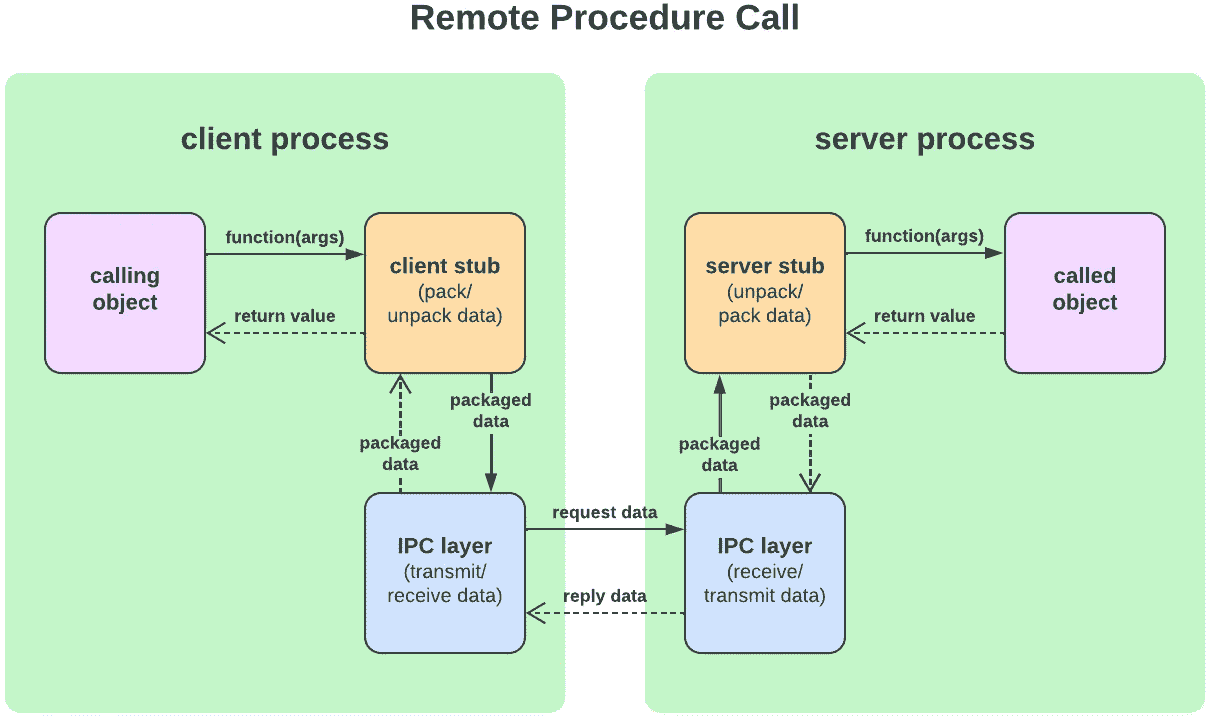 Remote Procedure Call
client process
server process
calling
object
function(args)
return value
client stub
(pack/
unpack data)
server stub
(unpack/
pack data)
function(args)
return value
called
object
packaged
data
packaged
data
packaged
data
packaged
data
IPC layer
(transmit/
receive data)
request data
reply data
IPC layer
(receive/
transmit data)